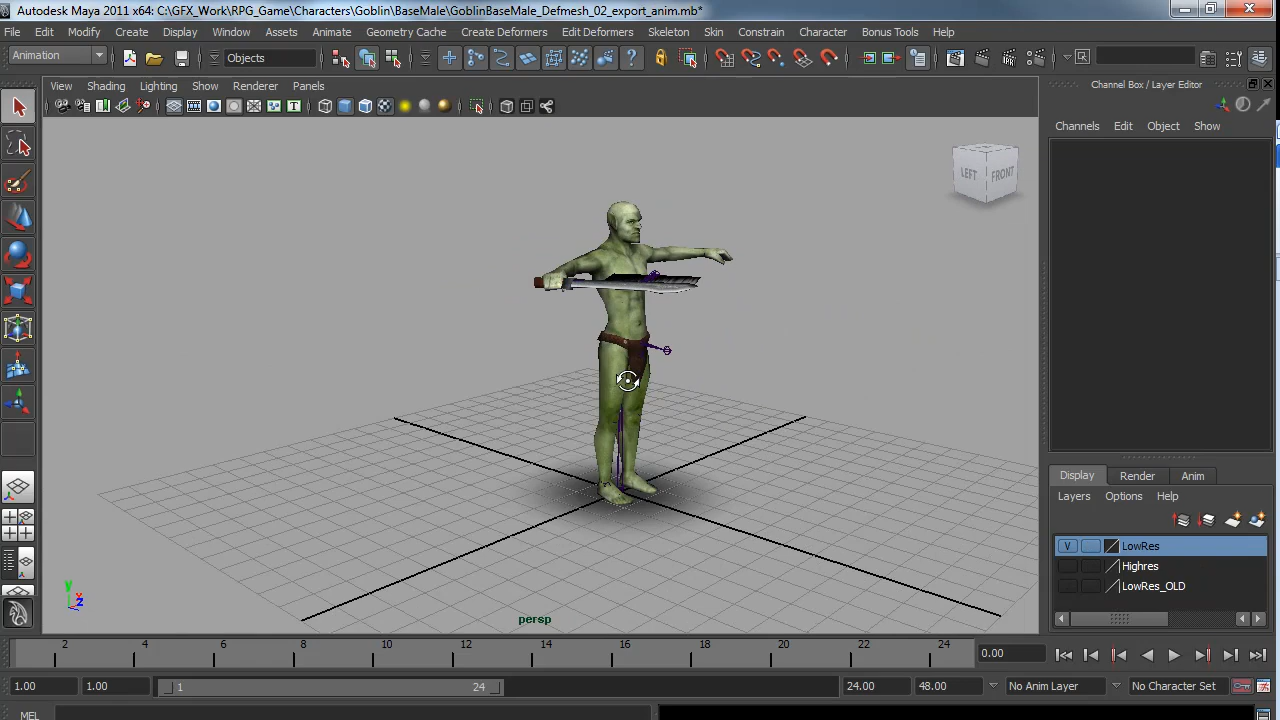 Autodesk Maya 2011 x64: C:\GFX_Work\RPG_Game\Characters\Goblin\BaseMale\GoblinBaseMale_Defmesh_02_export_anim.mb*
File Edit Modify Create Display Window Assets Animate Geometry Cache Create Deformers Edit Deformers Skeleton Skin Constrain Character Bonus Tools Help
Animation Objects
View Shading Lighting Show Renderer Panels
Channel Box / Layer Editor
Channels Edit Object Show
LEFT FRONT
Display Render Anim
Layers Options Help
V LowRes
Highres
LowRes_OLD
y
z
persp
2 4 6 8 10 12 14 16 18 20 22 24
0.00
1.00 1.00 1 24 24.00 48.00 No Anim Layer No Character Set
MEL